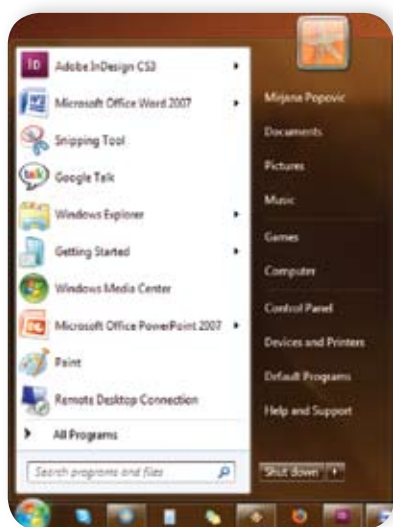 ID
Adobe InDesign CS3
Microsoft Office Word 2007
Snipping Tool
talk
Google Talk
Windows Explorer
Getting Started
Windows Media Center
Microsoft Office PowerPoint 2007
Paint
Remote Desktop Connection
All Programs
Search programs and files
Mirjana Popovic
Documents
Pictures
Music
Games
Computer
Control Panel
Devices and Printers
Default Programs
Help and Support
Shut down